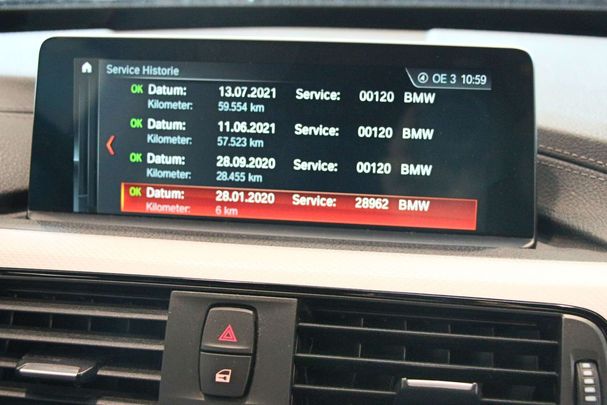 Service Historie
4 OE 3 10:59
OK Datum: 13.07.2021 Service: 00120 BMW
Kilometer: 59.554 km
OK Datum: 11.06.2021 Service: 00120 BMW
Kilometer: 57.523 km
OK Datum: 28.09.2020 Service: 00120 BMW
Kilometer: 28.455 km
OK Datum: 28.01.2020 Service: 28962 BMW
Kilometer: 6 km